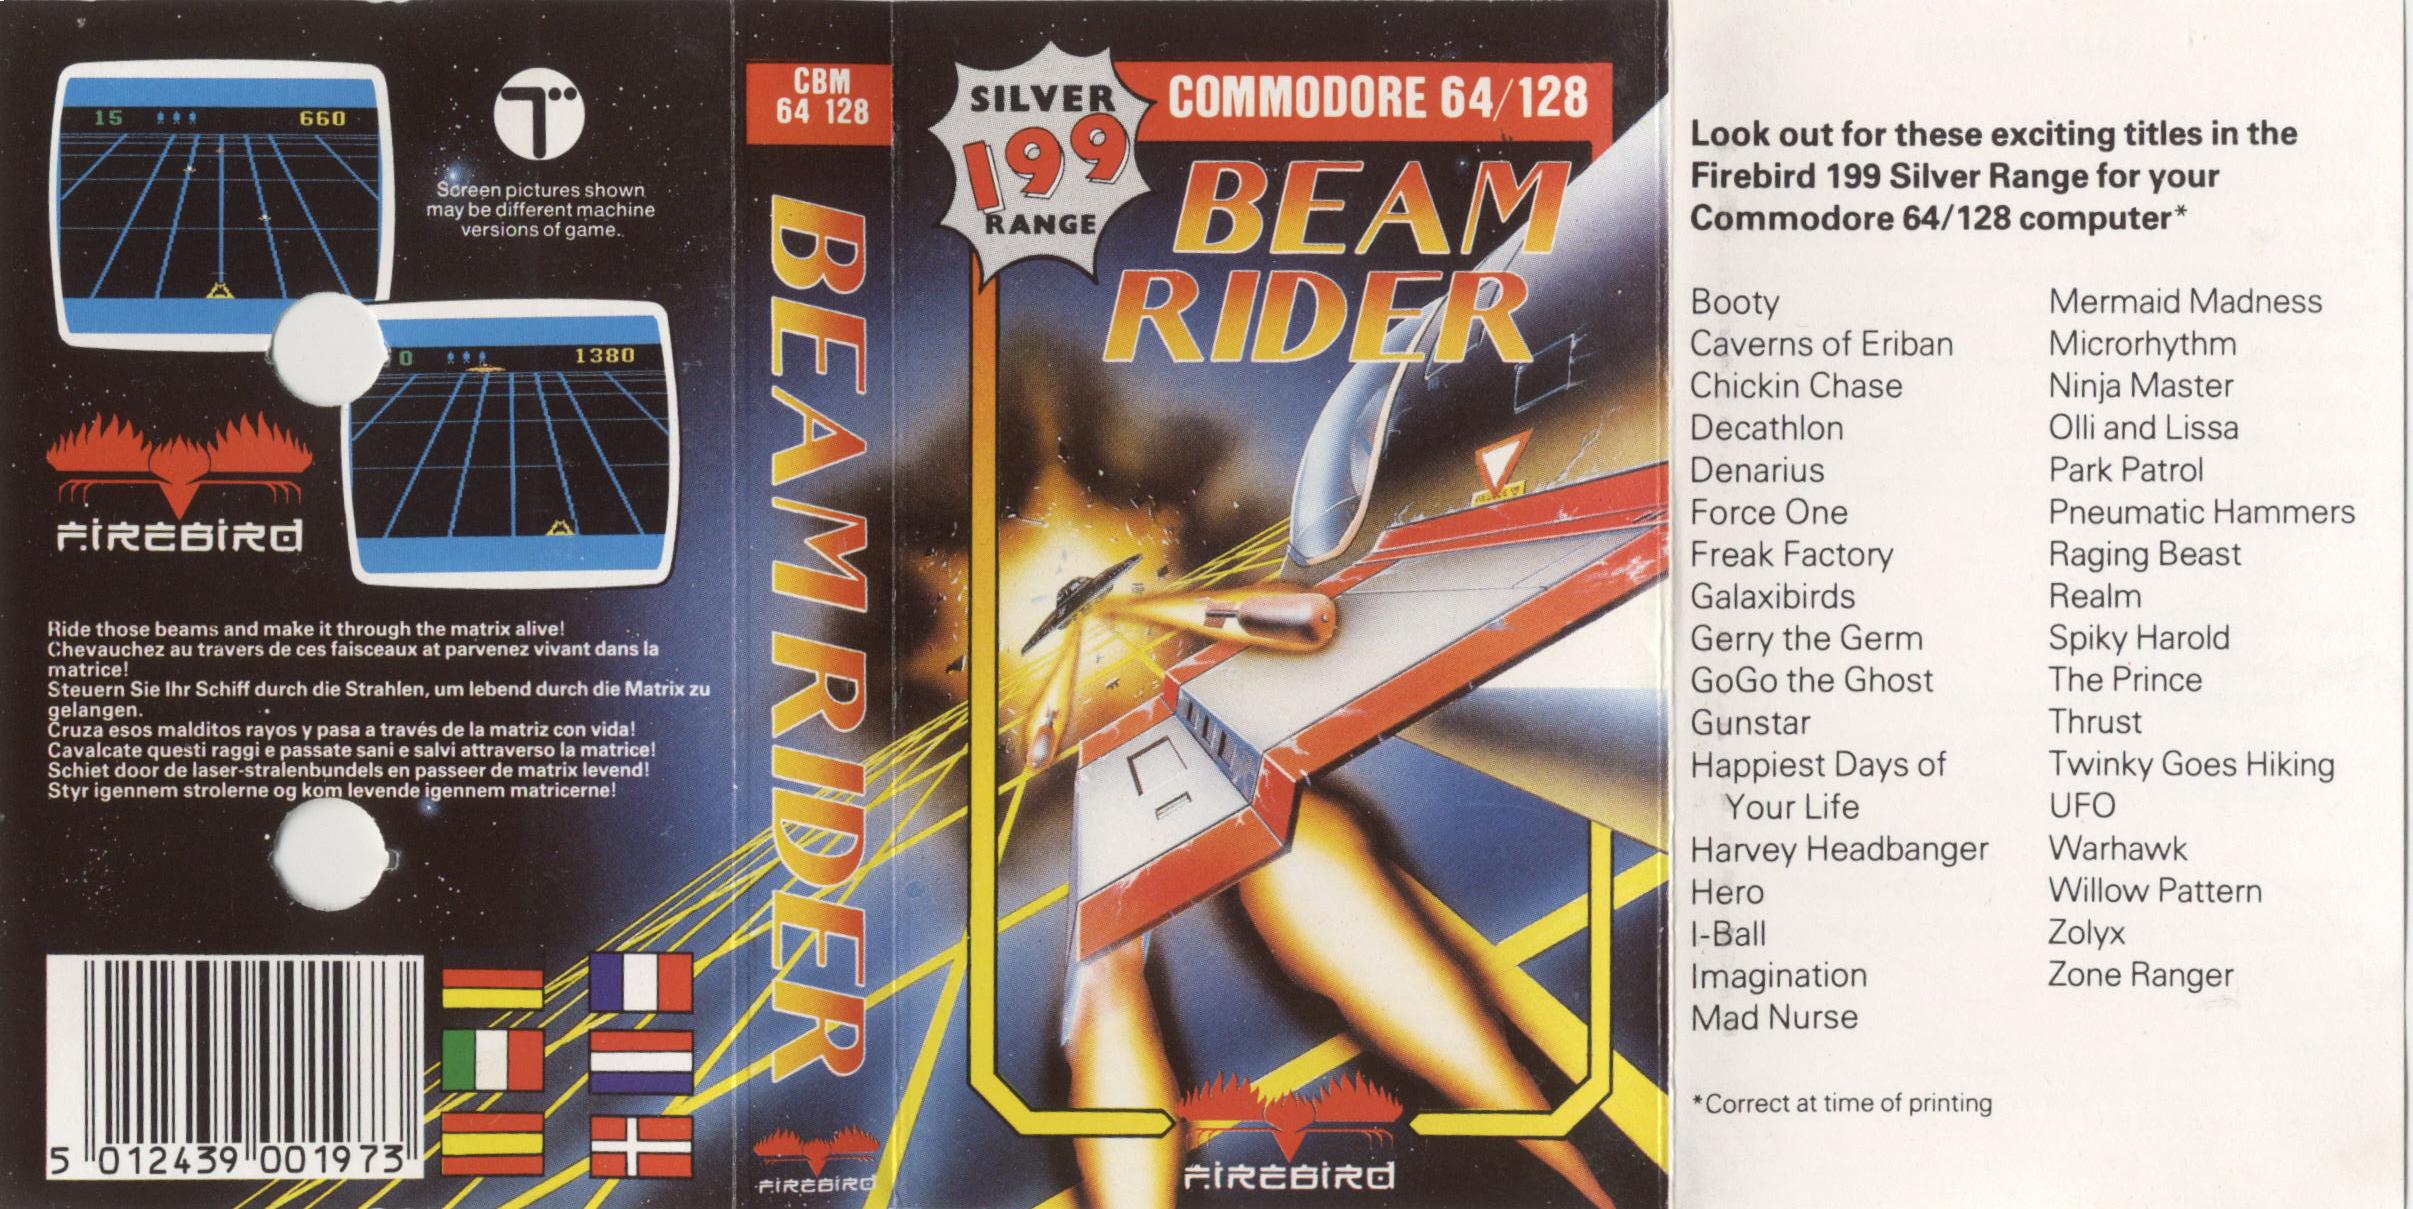 15
660
Screen pictures shown
may be different machine
versions of game.
0
1380
FIREBIRD
Ride those beams and make it through the matrix alive!
Chevauchez au travers de ces faisceaux at parvenez vivant dans la
matrice!
Steuern Sie Ihr Schiff durch die Strahlen, um lebend durch die Matrix zu
gelangen.
Cruza esos malditos rayos y pasa a través de la matriz con vida!
Cavalcate questi raggi e passate sani e salvi attraverso la matrice!
Schiet door de laser-stralenbundels en passeer de matrix levend!
Styr igennem strolerne og kom levende igennem matricerne!
5 012439 001973
CBM
64 128
BEAM RIDER
FIREBIRD
SILVER
199
RANGE
COMMODORE 64/128
BEAM
RIDER
FIREBIRD
Look out for these exciting titles in the
Firebird 199 Silver Range for your
Commodore 64/128 computer*
Booty
Caverns of Eriban
Chickin Chase
Decathlon
Denarius
Force One
Freak Factory
Galaxibirds
Gerry the Germ
GoGo the Ghost
Gunstar
Happiest Days of
Your Life
Harvey Headbanger
Hero
I-Ball
Imagination
Mad Nurse
Mermaid Madness
Microrhythm
Ninja Master
Olli and Lissa
Park Patrol
Pneumatic Hammers
Raging Beast
Realm
Spiky Harold
The Prince
Thrust
Twinky Goes Hiking
UFO
Warhawk
Willow Pattern
Zolyx
Zone Ranger
*Correct at time of printing